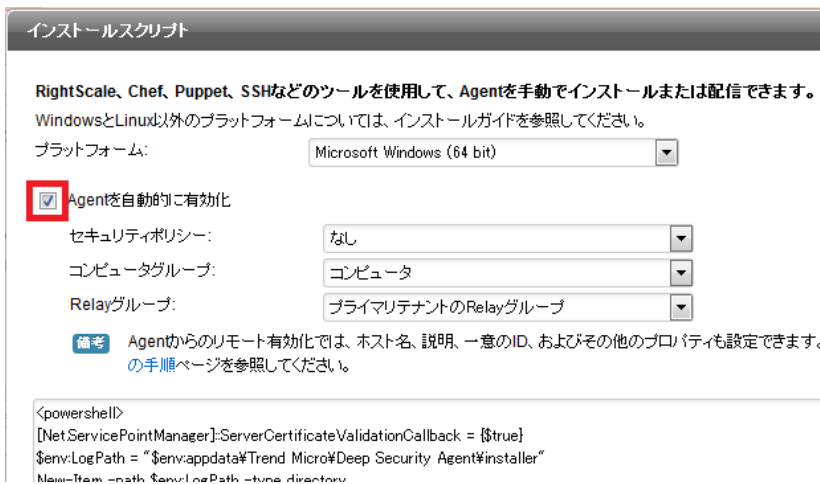 インストールスクリプト
RightScale、Chef、Puppet、SSHなどのツールを使用して、Agentを手動でインストールまたは配信できます。
WindowsとLinux以外のプラットフォームについては、インストールガイドを参照してください。
プラットフォーム: Microsoft Windows (64 bit)
Agentを自動的に有効化
セキュリティポリシー: なし
コンピュータグループ: コンピュータ
Relayグループ: プライマリテナントのRelayグループ
備考 Agentからのリモート有効化では、ホスト名、説明、一意のID、およびその他のプロパティも設定できます。
の手順ページを参照してください。
<powershell>
[Net.ServicePointManager]::ServerCertificateValidationCallback = {$true}
$env:LogPath = "$env:appdata¥Trend Micro¥Deep Security Agent¥installer"
New-Item -path $env:LogPath -type directory